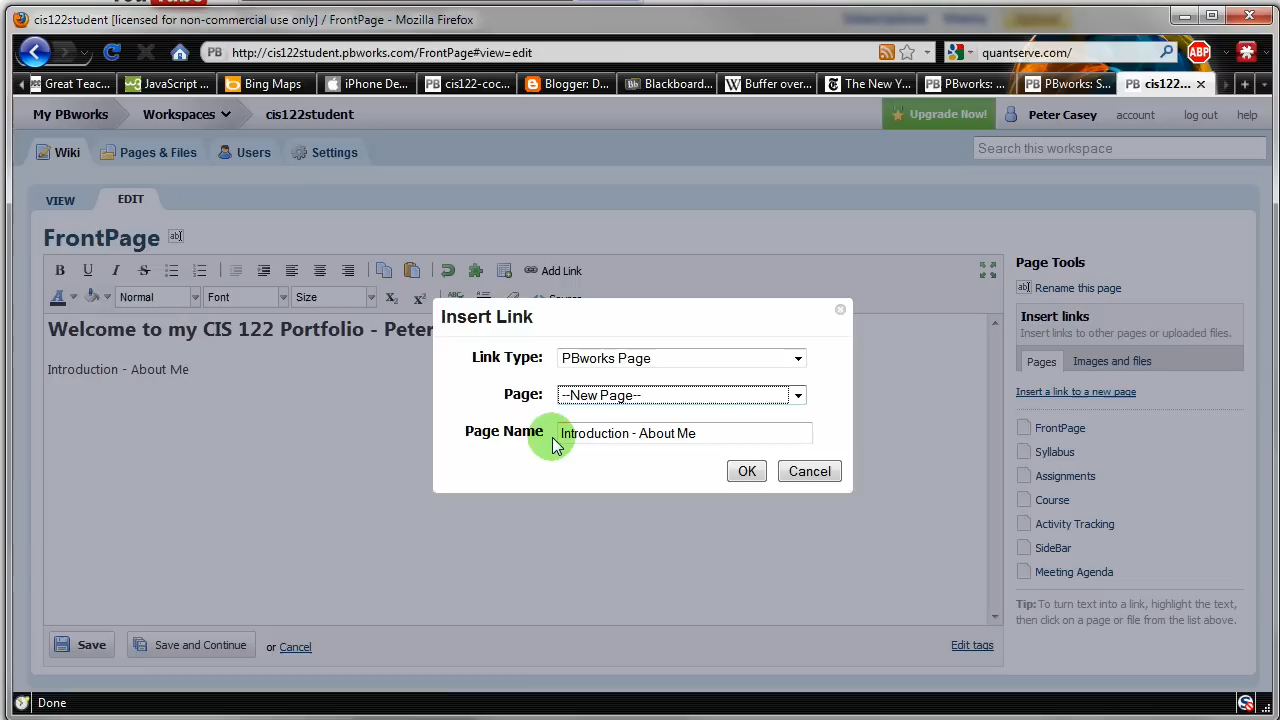 cis122student [licensed for non-commercial use only] / FrontPage - Mozilla Firefox
PB http://cis122student.pbworks.com/FrontPage#view=edit
quantserve.com/
ABP
Great Teac...
JavaScript ...
Bing Maps
iPhone De...
PB cis122-coc...
Blogger: D...
Bb Blackboard...
W Buffer over...
T The New Y...
PB PBworks: ...
PB PBworks: S...
PB cis122...
My PBworks
Workspaces
cis122student
Upgrade Now!
Peter Casey
account
log out
help
Wiki
Pages & Files
Users
Settings
Search this workspace
VIEW
EDIT
FrontPage
B U I S
Add Link
Normal
Font
Size
Welcome to my CIS 122 Portfolio - Peter
Introduction - About Me
Insert Link
Link Type: PBworks Page
Page: --New Page--
Page Name Introduction - About Me
OK
Cancel
Page Tools
Rename this page
Insert links
Insert links to other pages or uploaded files.
Pages
Images and files
Insert a link to a new page
FrontPage
Syllabus
Assignments
Course
Activity Tracking
SideBar
Meeting Agenda
Tip: To turn text into a link, highlight the text,
then click on a page or file from the list above.
Save
Save and Continue
or Cancel
Edit tags
Done